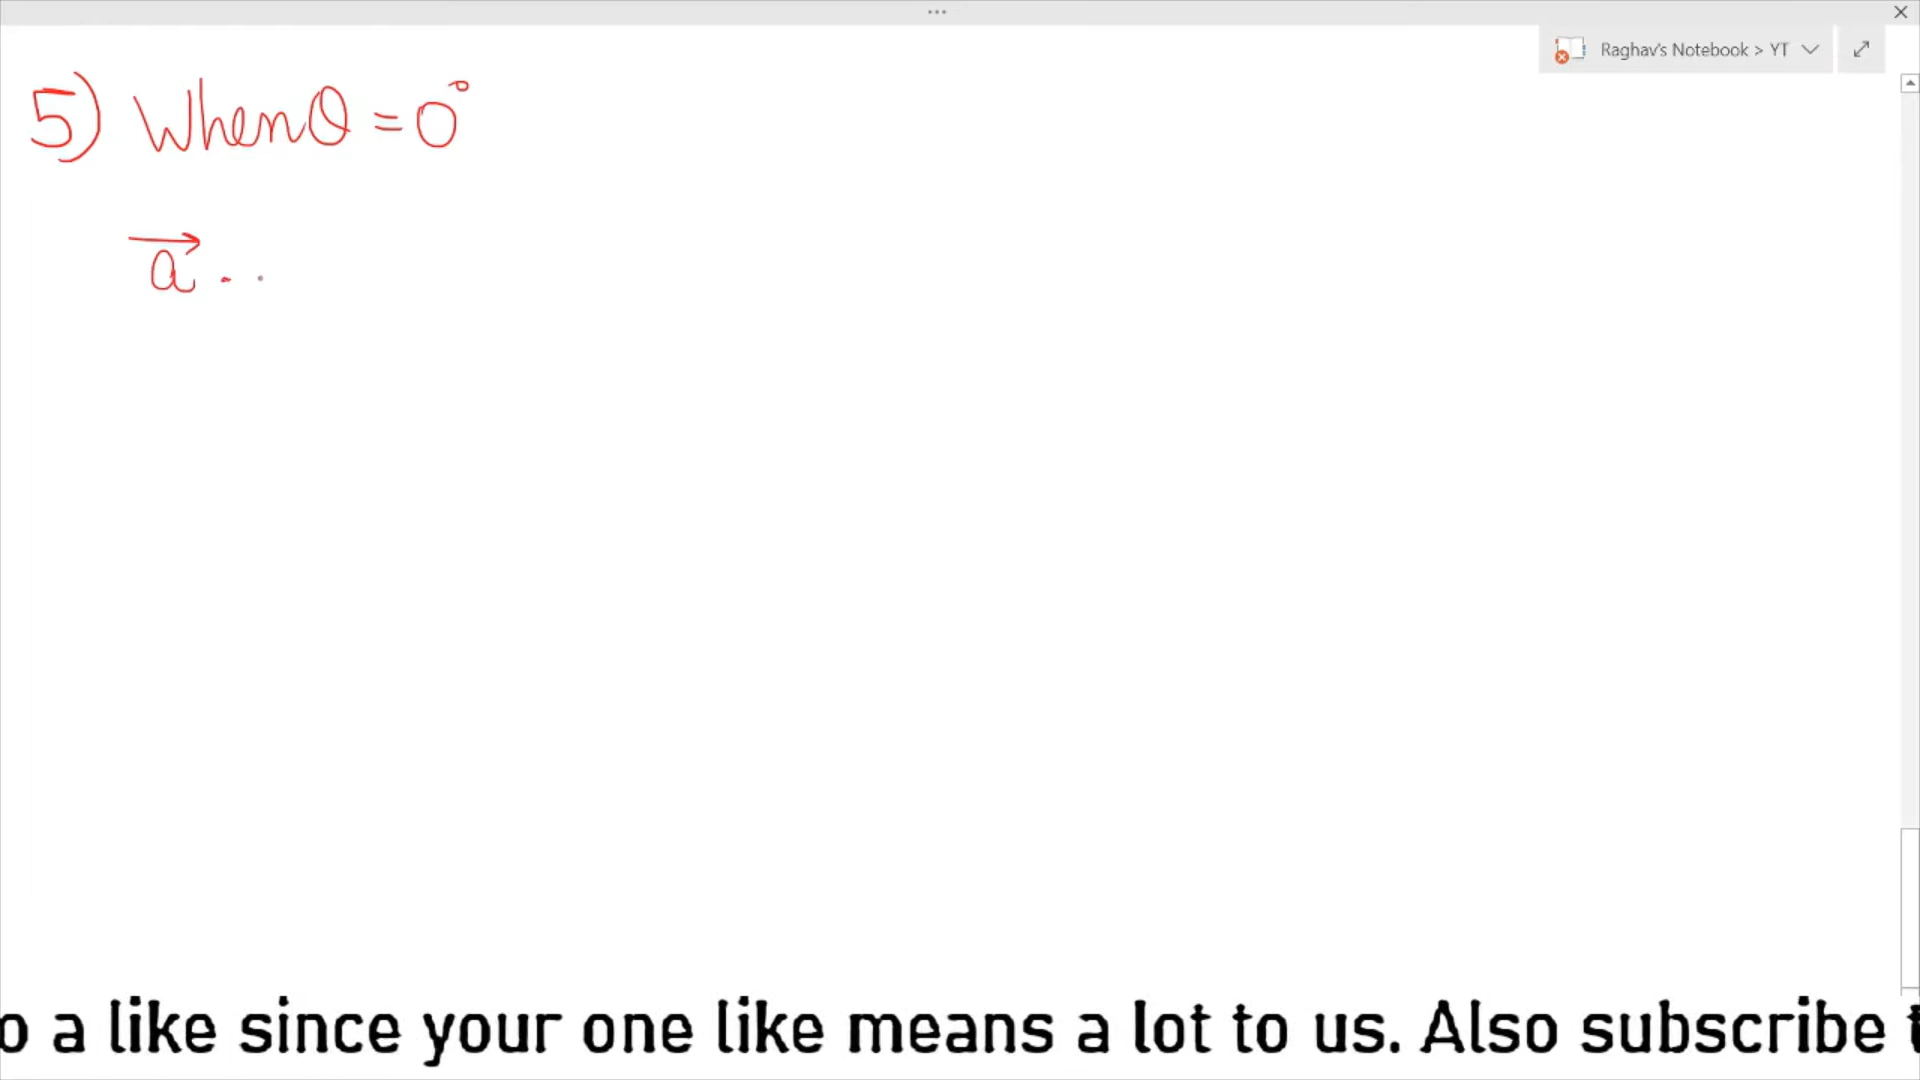 Raghav's Notebook > YT
5) When θ = 0°
a⃗ .
o a like since your one like means a lot to us. Also subscribe t